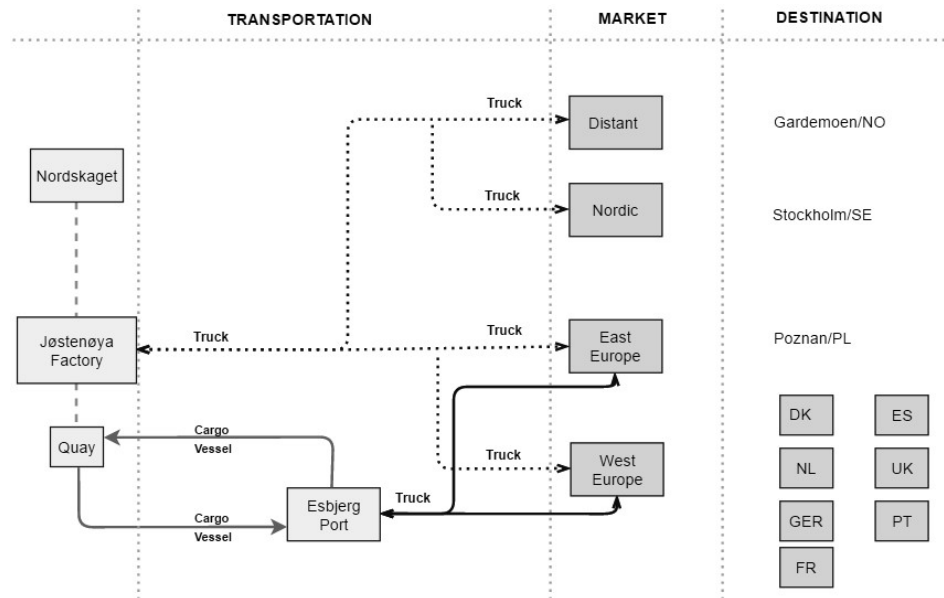 TRANSPORTATION
MARKET
DESTINATION
Truck
Distant
Gardemoen/NO
Nordskaget
Truck
Nordic
Stockholm/SE
Jøstenøya
Factory
Truck
Truck
East
Europe
Poznan/PL
DK
ES
Quay
Cargo
Vessel
Truck
West
Europe
NL
UK
Esbjerg
Port
Truck
Cargo
Vessel
GER
PT
FR